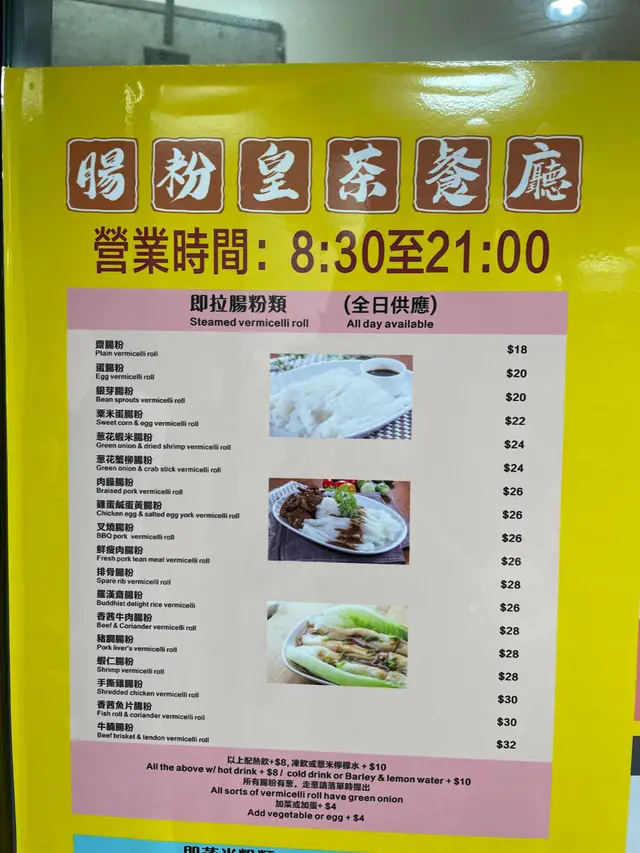 腸粉皇茶餐廳
營業時間：8:30至21:00
即拉腸粉類 (全日供應)
Steamed vermicelli roll All day available
齋腸粉 $18
Plain vermicelli roll
蛋腸粉 $20
Egg vermicelli roll
銀芽腸粉 $20
Bean sprouts vermicelli roll
粟米蛋腸粉 $22
Sweet corn & egg vermicelli roll
葱花蝦米腸粉 $24
Green onion & dried shrimp vermicelli roll
葱花蟹柳腸粉 $24
Green onion & crab stick vermicelli roll
肉醃腸粉 $26
Braised pork vermicelli roll
雞蛋鹹蛋黃腸粉 $26
Chicken egg & salted egg york vermicelli roll
叉燒腸粉 $26
BBQ pork vermicelli roll
鮮瘦肉腸粉 $26
Fresh pork lean meat vermicelli roll
排骨腸粉 $28
Spare rib vermicelli roll
羅漢齋腸粉 $26
Buddhist delight rice vermicelli
香茜牛肉腸粉 $28
Beef & Coriander vermicelli roll
豬膶腸粉 $28
Pork liver's vermicelli roll
蝦仁腸粉 $28
Shrimp vermicelli roll
手撕雞腸粉 $30
Shredded chicken vermicelli roll
香茜魚片腸粉 $30
Fish roll & coriander vermicelli roll
牛腩腸粉 $32
Beef brisket & tendon vermicelli roll
以上配熱飲+$8, 凍飲或薏米檸檬水 + $10
All the above w/ hot drink + $8 / cold drink or Barley & lemon water + $10
所有腸粉有葱，走葱請落單時提出
All sorts of vermicelli roll have green onion
加菜或加蛋+ $4
Add vegetable or egg + $4